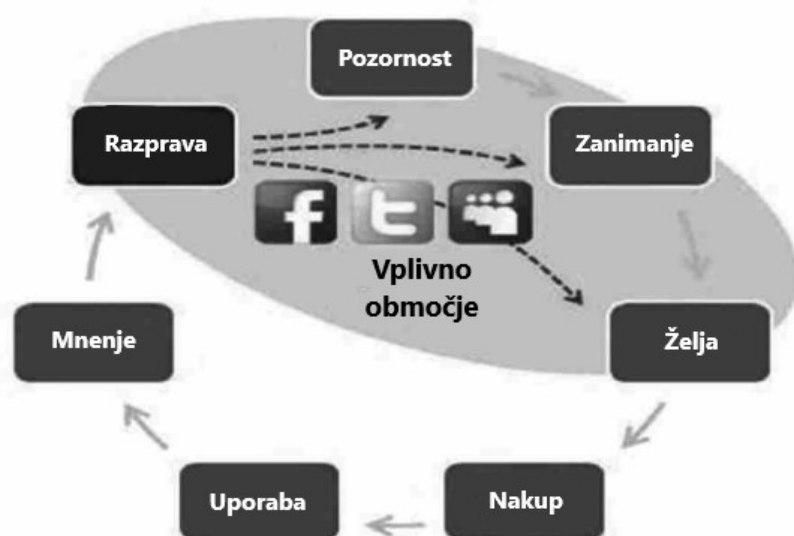 Pozornost
Razprava
Zanimanje
Vplivno
območje
Mnenje
Želja
Uporaba
Nakup